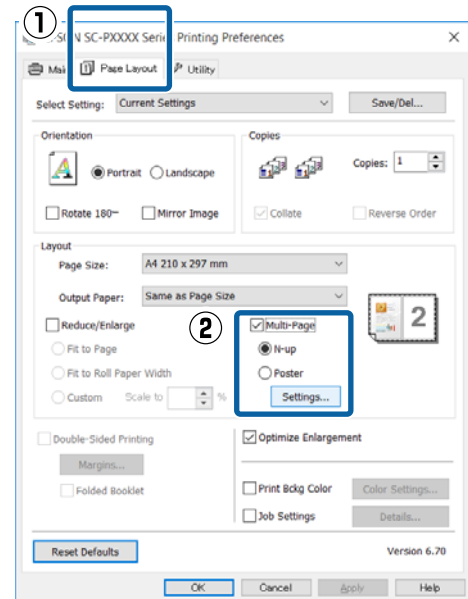 ①
EPSON SC-PXXXX Series Printing Preferences
Main Page Layout Utility
Select Setting: Current Settings Save/Del...
Orientation Copies
A Portrait Landscape Copies: 1
Rotate 180° Mirror Image Collate Reverse Order
Layout
Page Size: A4 210 x 297 mm
Output Paper: Same as Page Size
Reduce/Enlarge ② Multi-Page 2
Fit to Page N-up
Fit to Roll Paper Width Poster
Custom Scale to % Settings...
Double-Sided Printing Optimize Enlargement
Margins...
Folded Booklet Print Bckg Color Color Settings...
Job Settings Details...
Reset Defaults Version 6.70
OK Cancel Apply Help